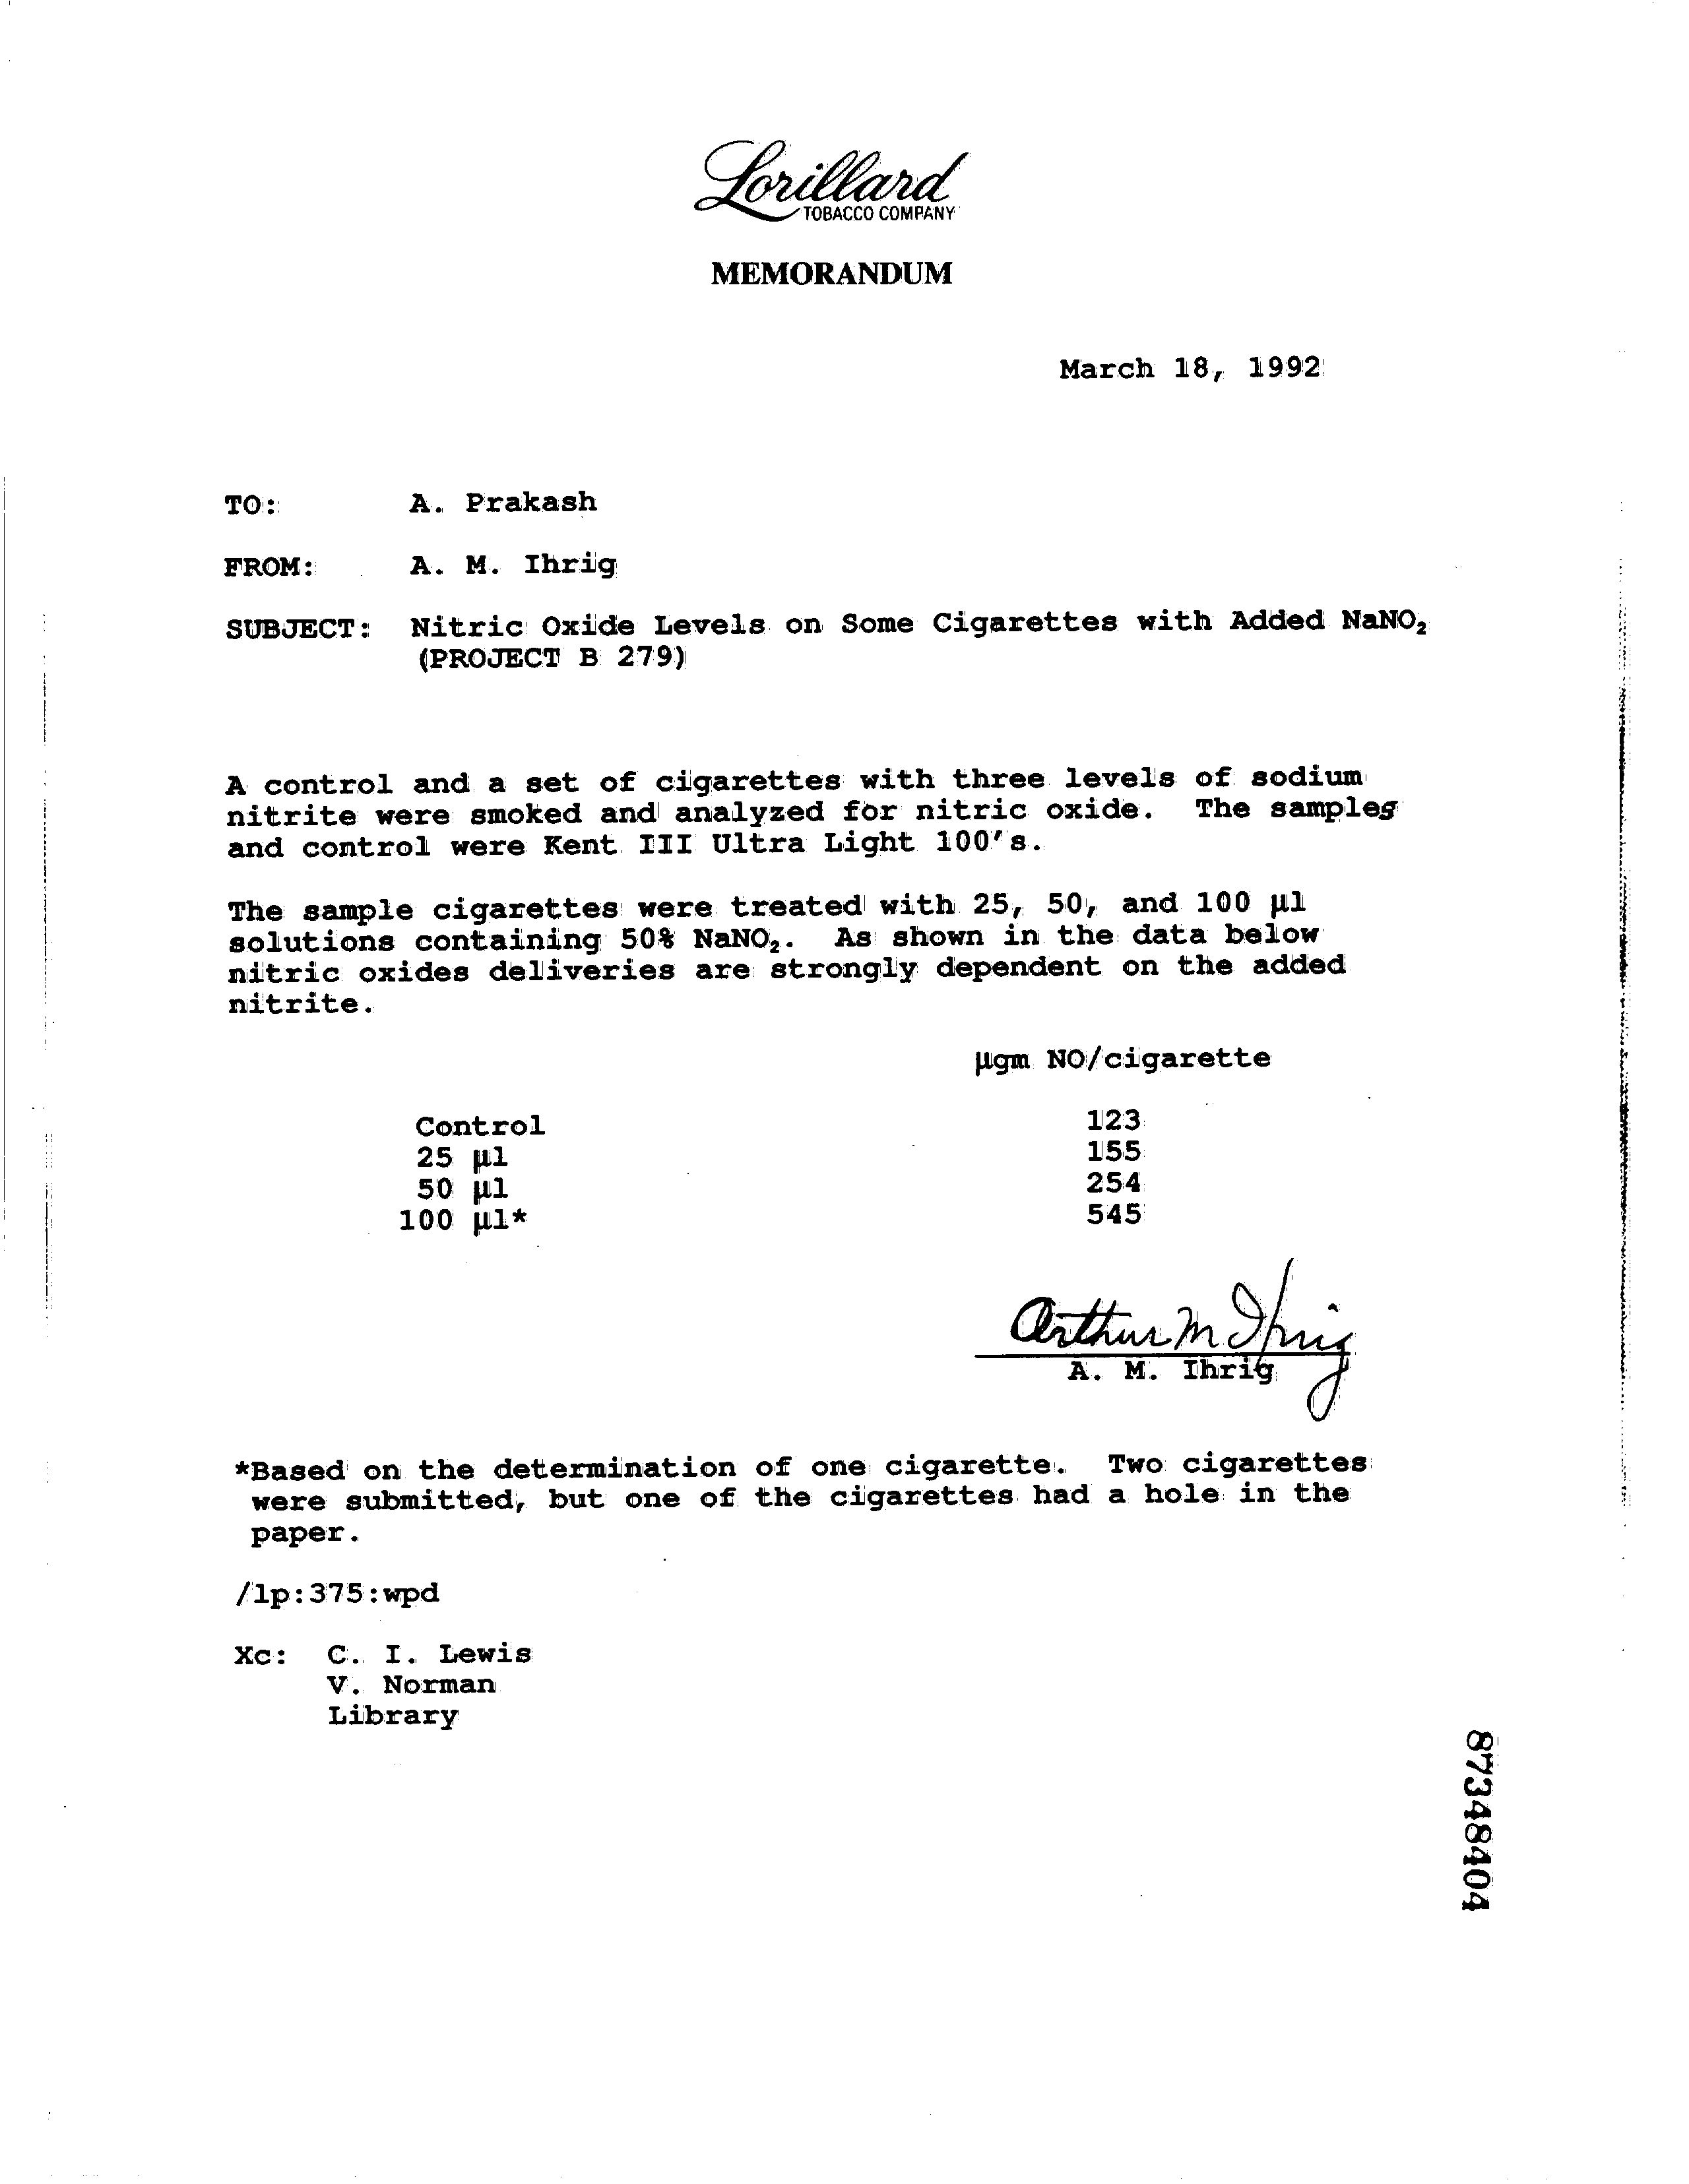 Lorillard
TOBACCO COMPANY
MEMORANDUM
March 18, 1992
TO: A. Prakash
FROM: A. M. Ihrig
SUBJECT: Nitric Oxide Levels on Some Cigarettes with Added NaNO₂
(PROJECT B 279)
A control and a set of cigarettes with three levels of sodium
nitrite were smoked and analyzed for nitric oxide. The samples
and control were Kent III Ultra Light 100's.
The sample cigarettes were treated with 25, 50, and 100 µl
solutions containing 50% NaNO₂. As shown in the data below
nitric oxides deliveries are strongly dependent on the added
nitrite.
µgm NO/cigarette
Control 123
25 µl 155
50 µl 254
100 µl* 545
Arthur M Ihrig
A. M. Ihrig
*Based on the determination of one cigarette. Two cigarettes
were submitted, but one of the cigarettes had a hole in the
paper.
/lp:375:wpd
Xc: C. I. Lewis
V. Norman
Library
87348404